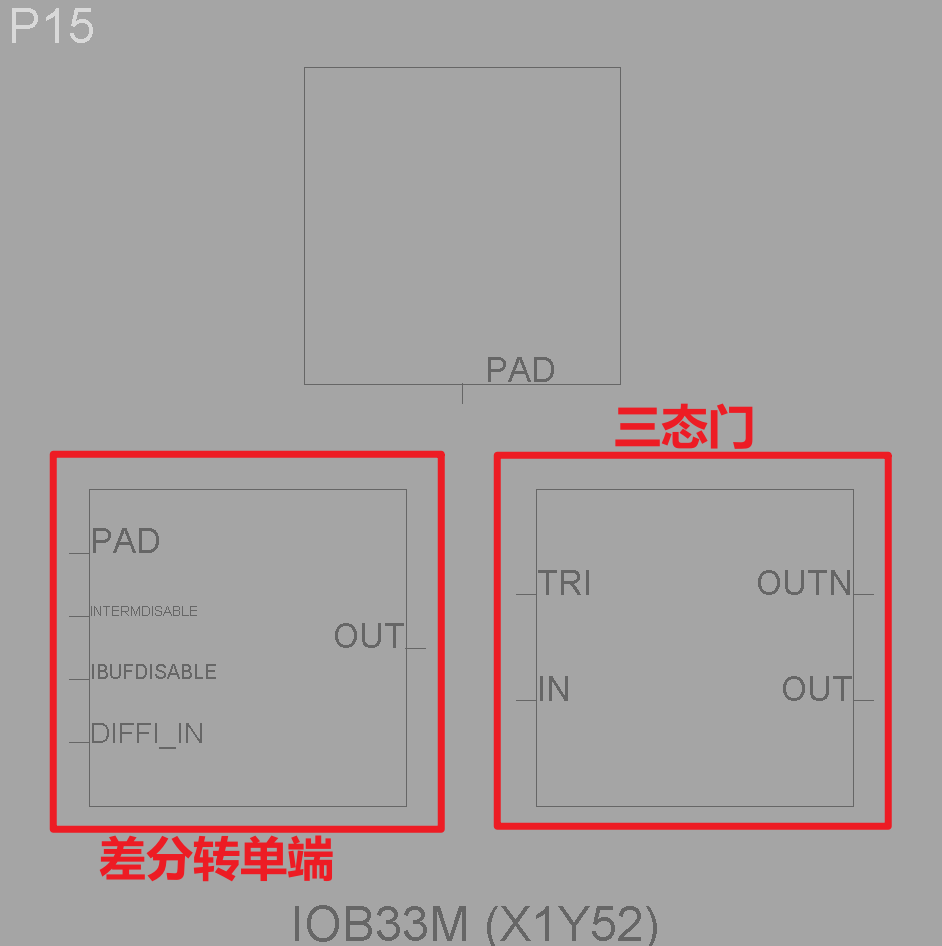 P15
PAD
三态门
PAD
INTERMDISABLE
IBUFDISABLE
DIFFI_IN
OUT
TRI
IN
OUTN
OUT
差分转单端
IOB33M (X1Y52)